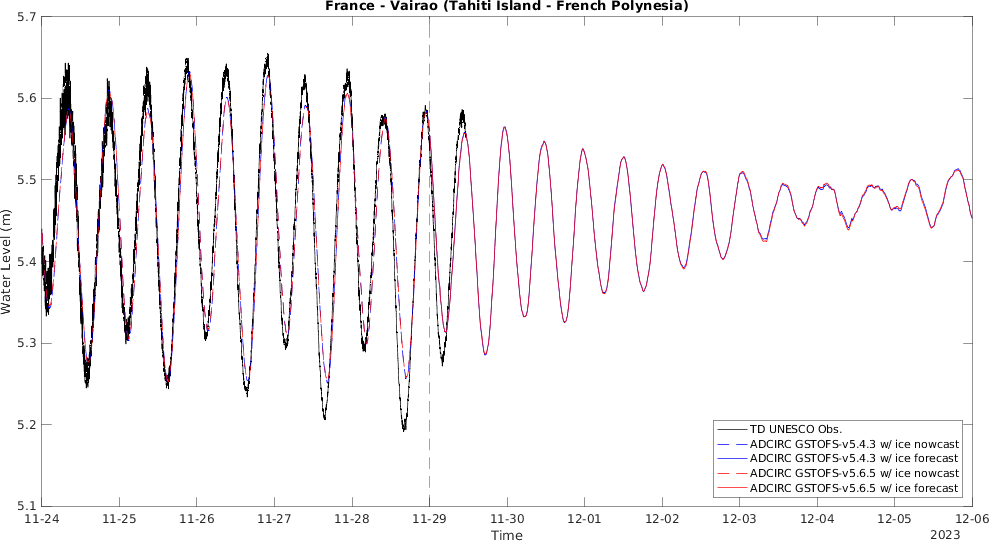 France - Vairao (Tahiti Island - French Polynesia)
5.7
5.6
5.5
5.4
5.3
5.2
5.1
Water Level (m)
TD UNESCO Obs.
ADCIRC GSTOFS-v5.4.3 w/ ice nowcast
ADCIRC GSTOFS-v5.4.3 w/ ice forecast
ADCIRC GSTOFS-v5.6.5 w/ ice nowcast
ADCIRC GSTOFS-v5.6.5 w/ ice forecast
11-24 11-25 11-26 11-27 11-28 11-29 11-30 12-01 12-02 12-03 12-04 12-05 12-06
Time
2023